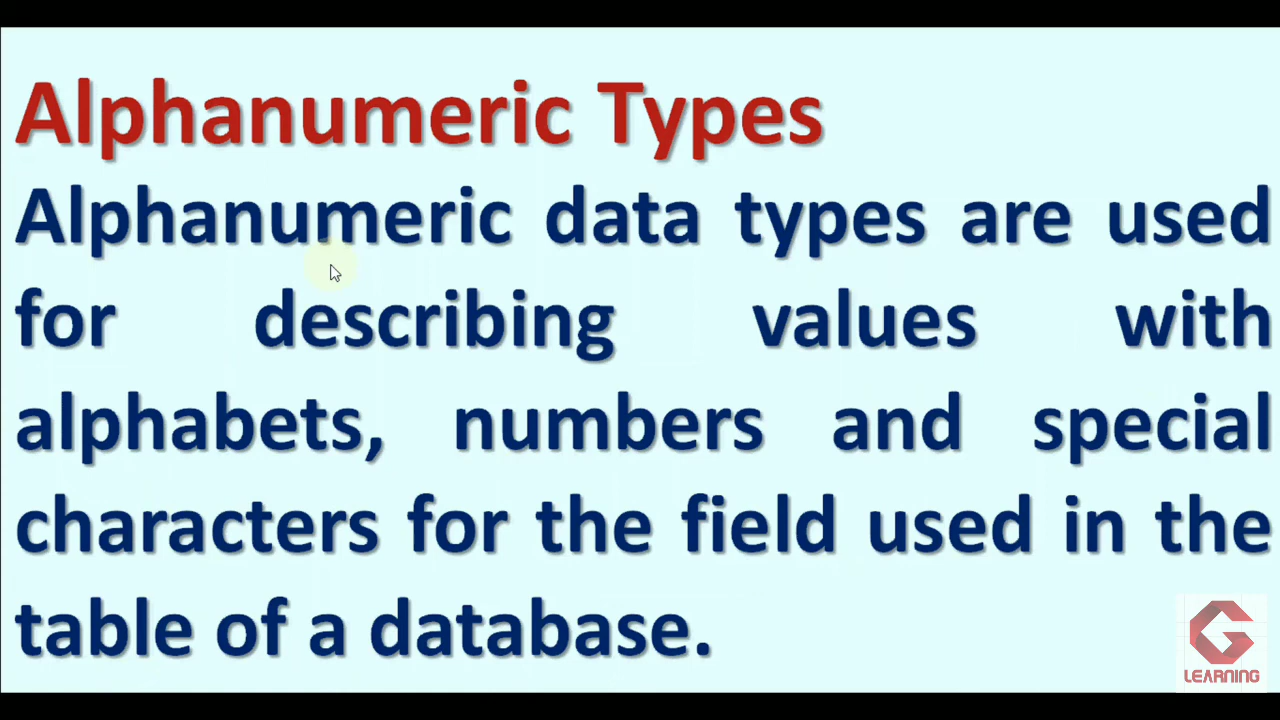 Alphanumeric Types
Alphanumeric data types are used
for describing values with
alphabets, numbers and special
characters for the field used in the
table of a database.
LEARNING